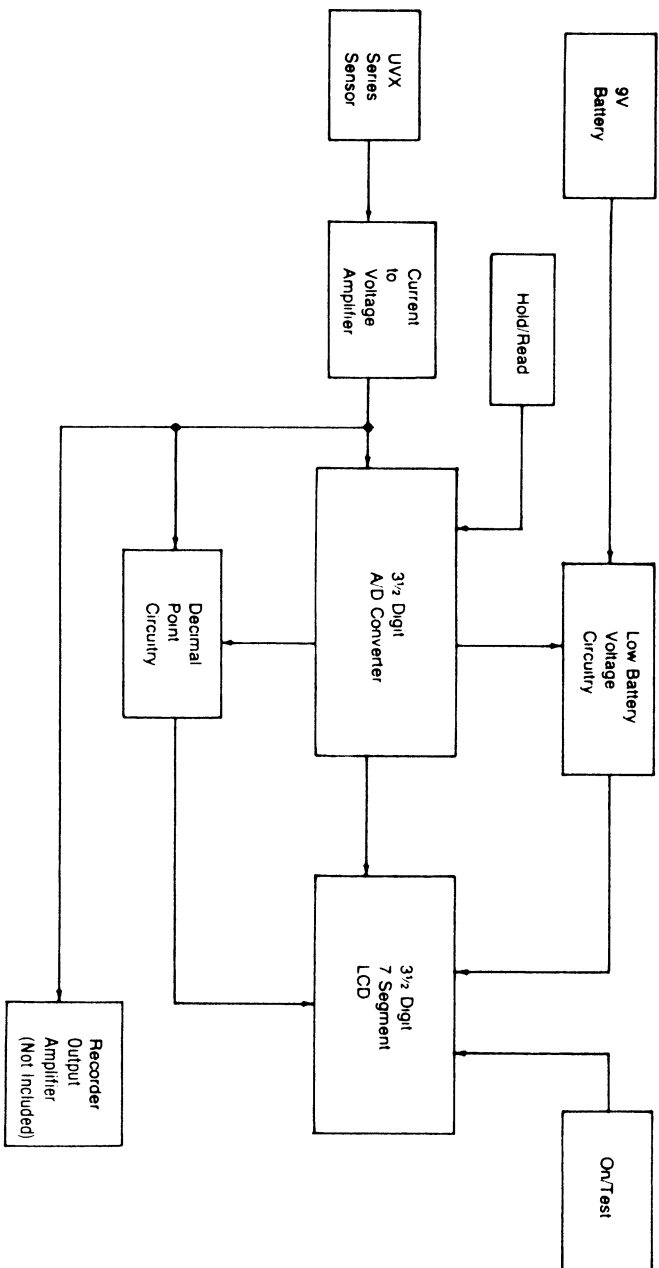 9V
Battery
Low Battery
Voltage
Circuitry
On/Test
Hold/Read
UVX
Series
Sensor
Current
to
Voltage
Amplifier
3½ Digit
A/D Converter
3½ Digit
7 Segment
LCD
Decimal
Point
Circuitry
Recorder
Output
Amplifier
(Not Included)